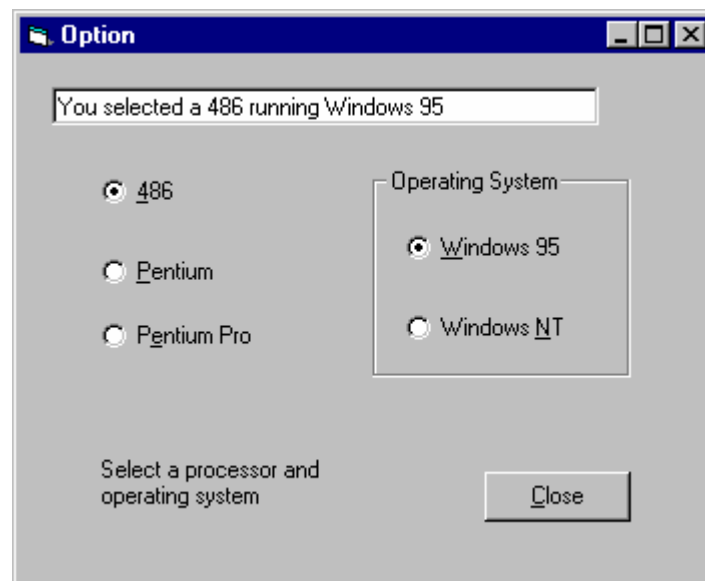 Option
You selected a 486 running Windows 95
486
Operating System
Windows 95
Pentium
Windows NT
Pentium Pro
Select a processor and
operating system
Close